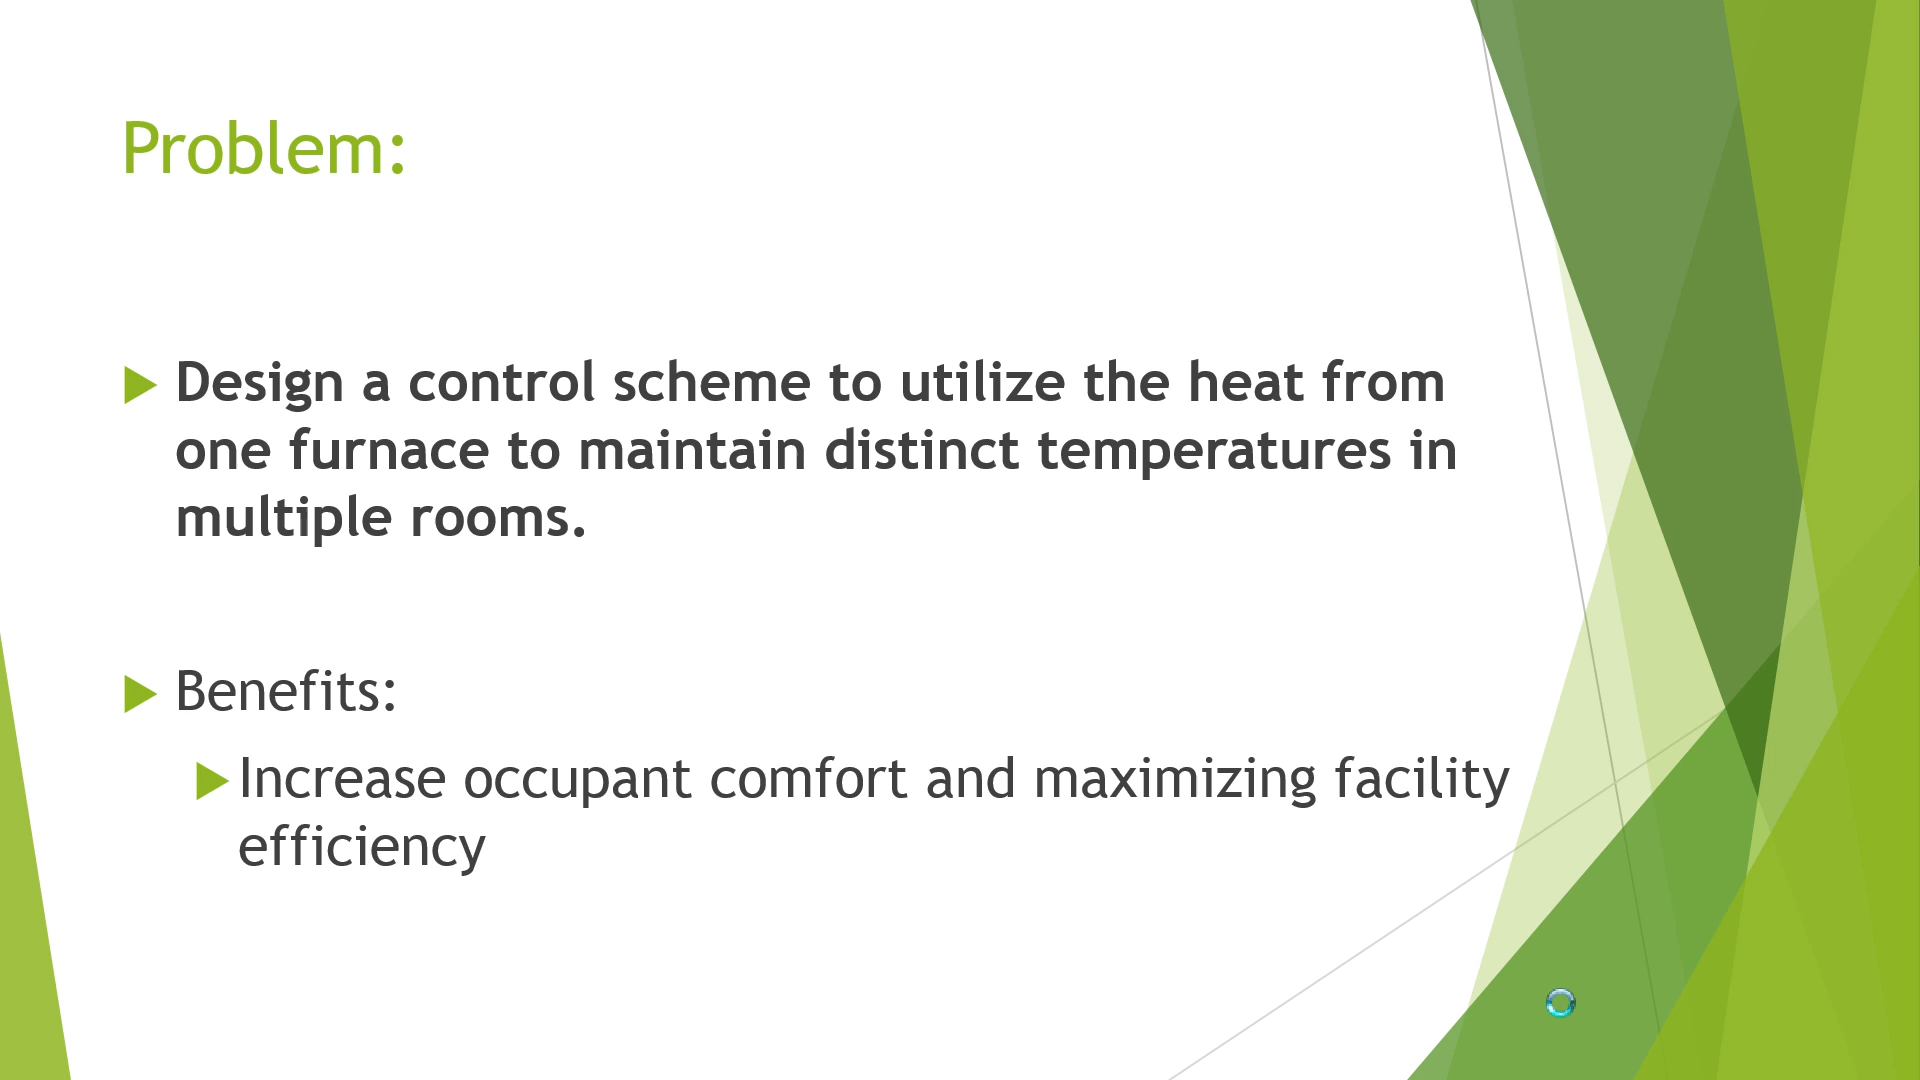 Problem:
Design a control scheme to utilize the heat from
one furnace to maintain distinct temperatures in
multiple rooms.
Benefits:
Increase occupant comfort and maximizing facility
efficiency